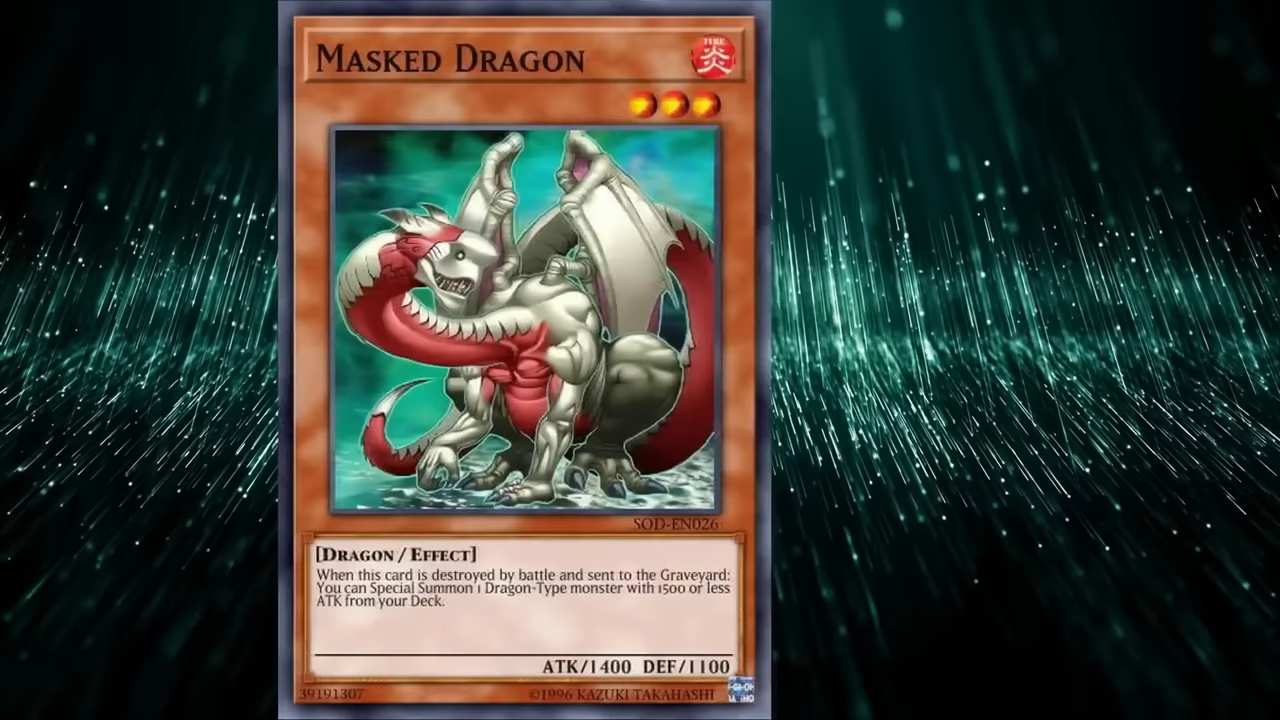 MASKED DRAGON
FIRE
炎
SOD-EN026
[DRAGON / EFFECT]
When this card is destroyed by battle and sent to the Graveyard:
You can Special Summon 1 Dragon-Type monster with 1500 or less
ATK from your Deck.
ATK/1400 DEF/1100
39191307
©1996 KAZUKI TAKAHASHI